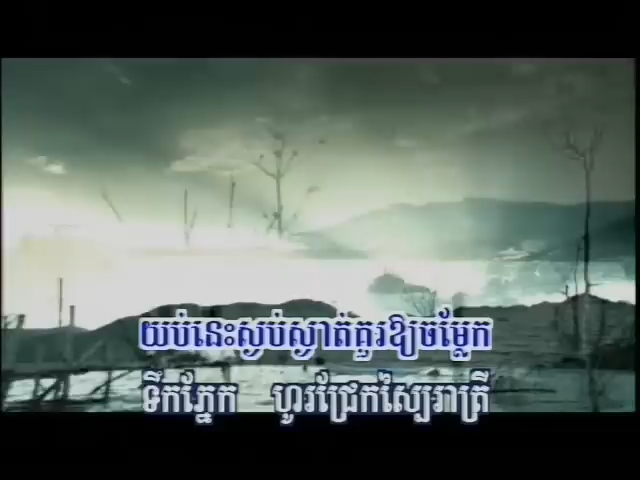 យប់នេះស្ងប់ស្ងាត់គួរឱ្យចម្លែក
ទឹកភ្នែក ហូរជ្រែកស្បៃរាត្រី